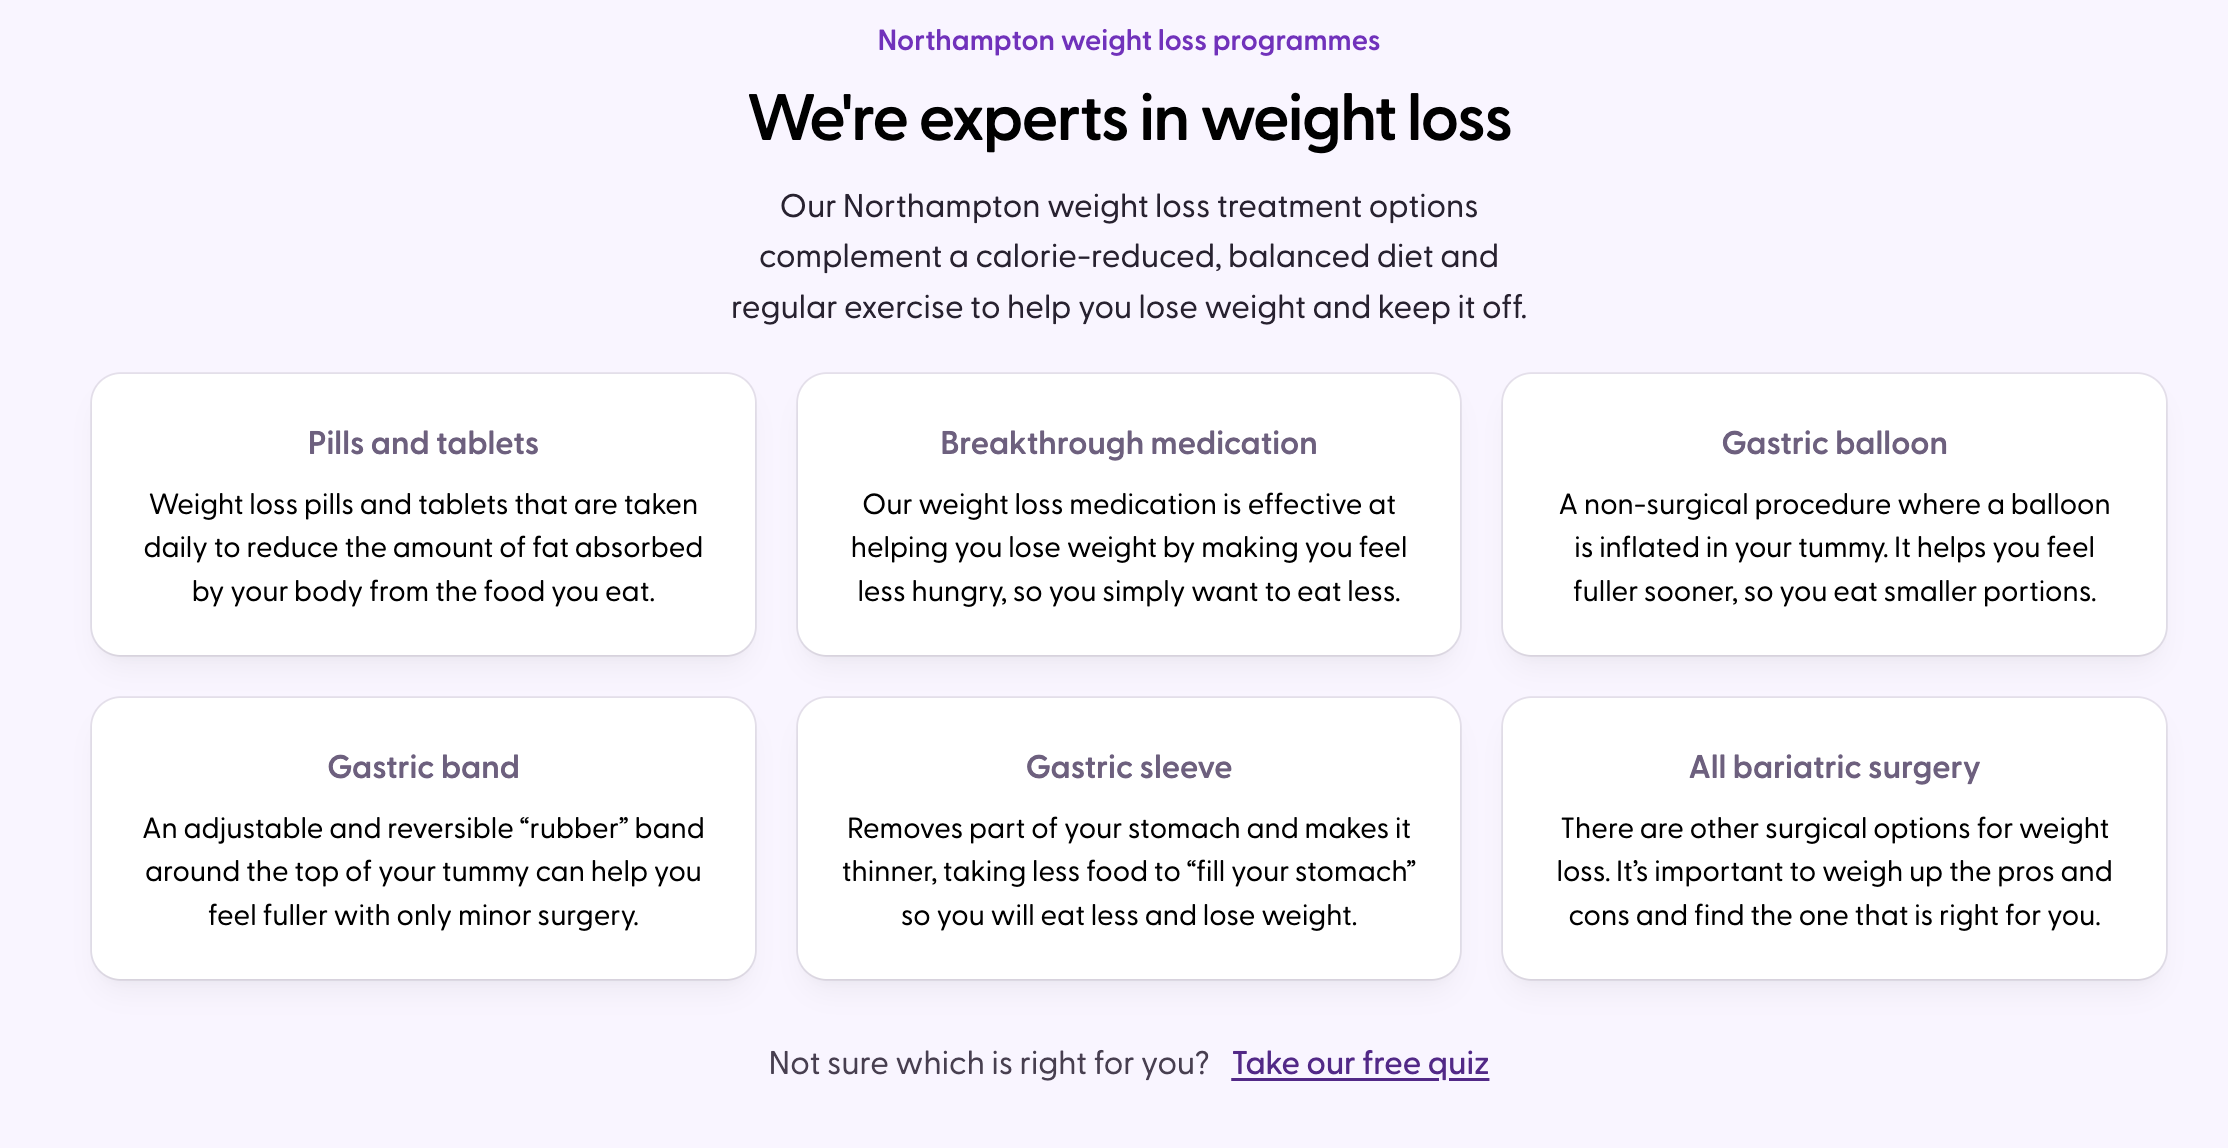 Northampton weight loss programmes
We're experts in weight loss
Our Northampton weight loss treatment options
complement a calorie-reduced, balanced diet and
regular exercise to help you lose weight and keep it off.
Pills and tablets
Weight loss pills and tablets that are taken
daily to reduce the amount of fat absorbed
by your body from the food you eat.
Breakthrough medication
Our weight loss medication is effective at
helping you lose weight by making you feel
less hungry, so you simply want to eat less.
Gastric balloon
A non-surgical procedure where a balloon
is inflated in your tummy. It helps you feel
fuller sooner, so you eat smaller portions.
Gastric band
An adjustable and reversible “rubber” band
around the top of your tummy can help you
feel fuller with only minor surgery.
Gastric sleeve
Removes part of your stomach and makes it
thinner, taking less food to “fill your stomach”
so you will eat less and lose weight.
All bariatric surgery
There are other surgical options for weight
loss. It’s important to weigh up the pros and
cons and find the one that is right for you.
Not sure which is right for you? Take our free quiz